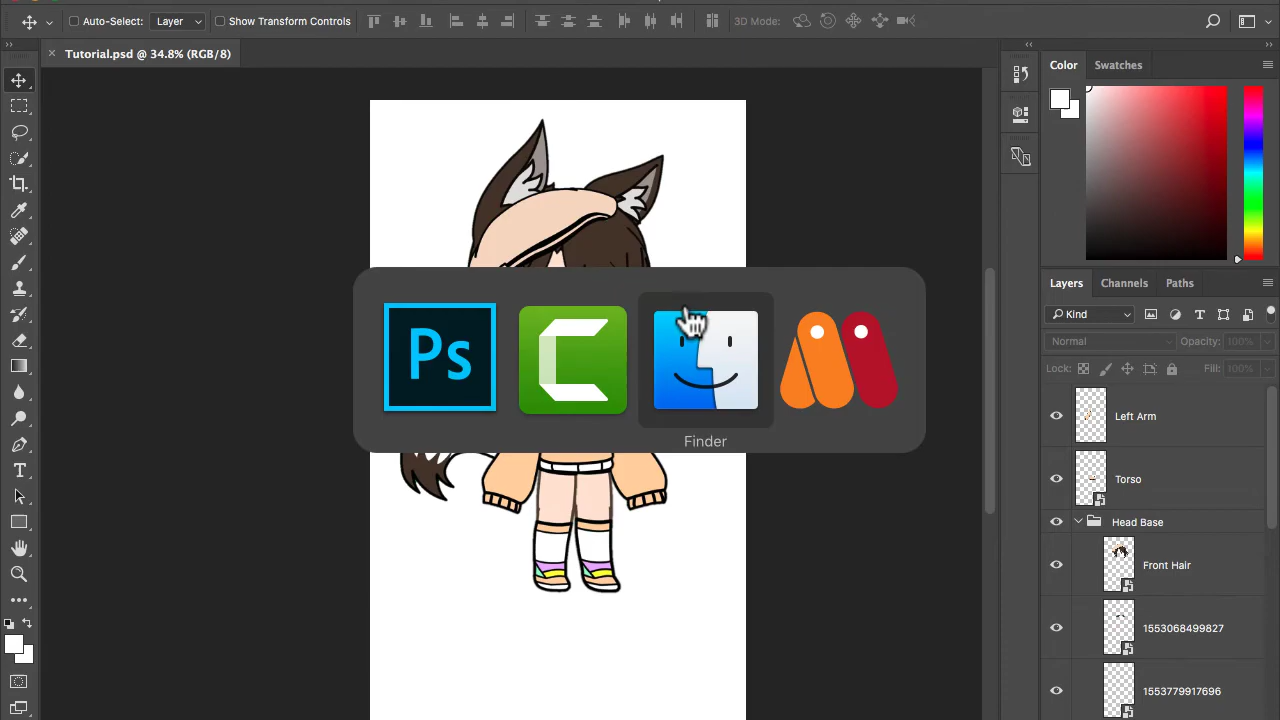 Auto-Select: Layer Show Transform Controls 3D Mode:
Tutorial.psd @ 34.8% (RGB/8)
Color Swatches
Ps
Finder
Layers Channels Paths
Kind
Normal Opacity: 100%
Lock: Fill: 100%
Left Arm
Torso
Head Base
Front Hair
1553068499827
1553779917696